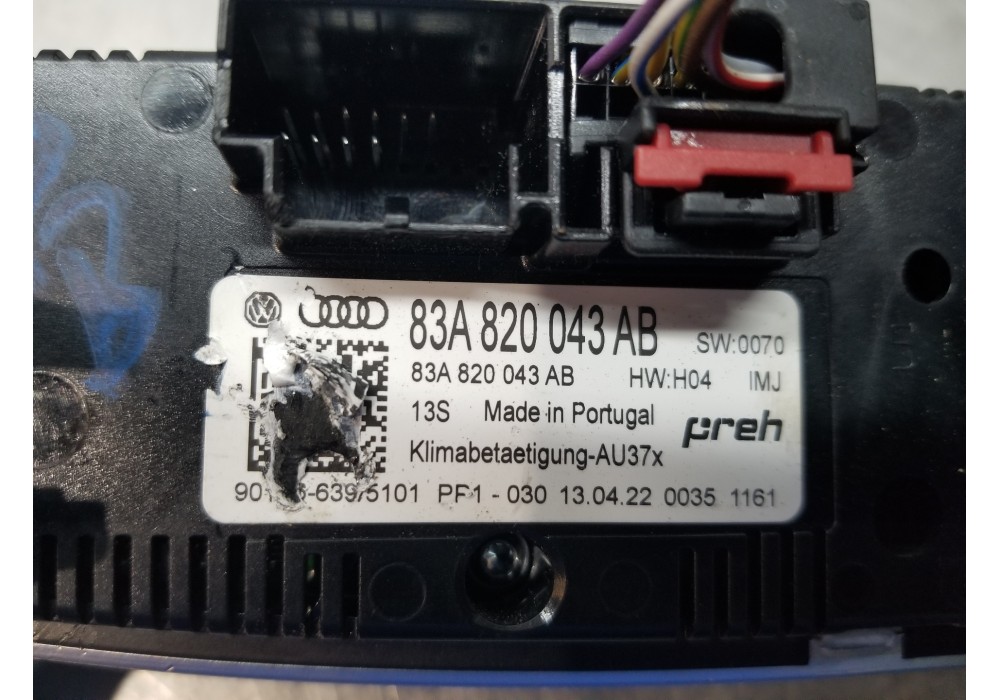 83A 820 043 AB SW:0070
83A 820 043 AB HW:H04 IMJ
13S Made in Portugal preh
Klimabetaetigung-AU37x
PF1 - 030 13.04.22 0035 1161